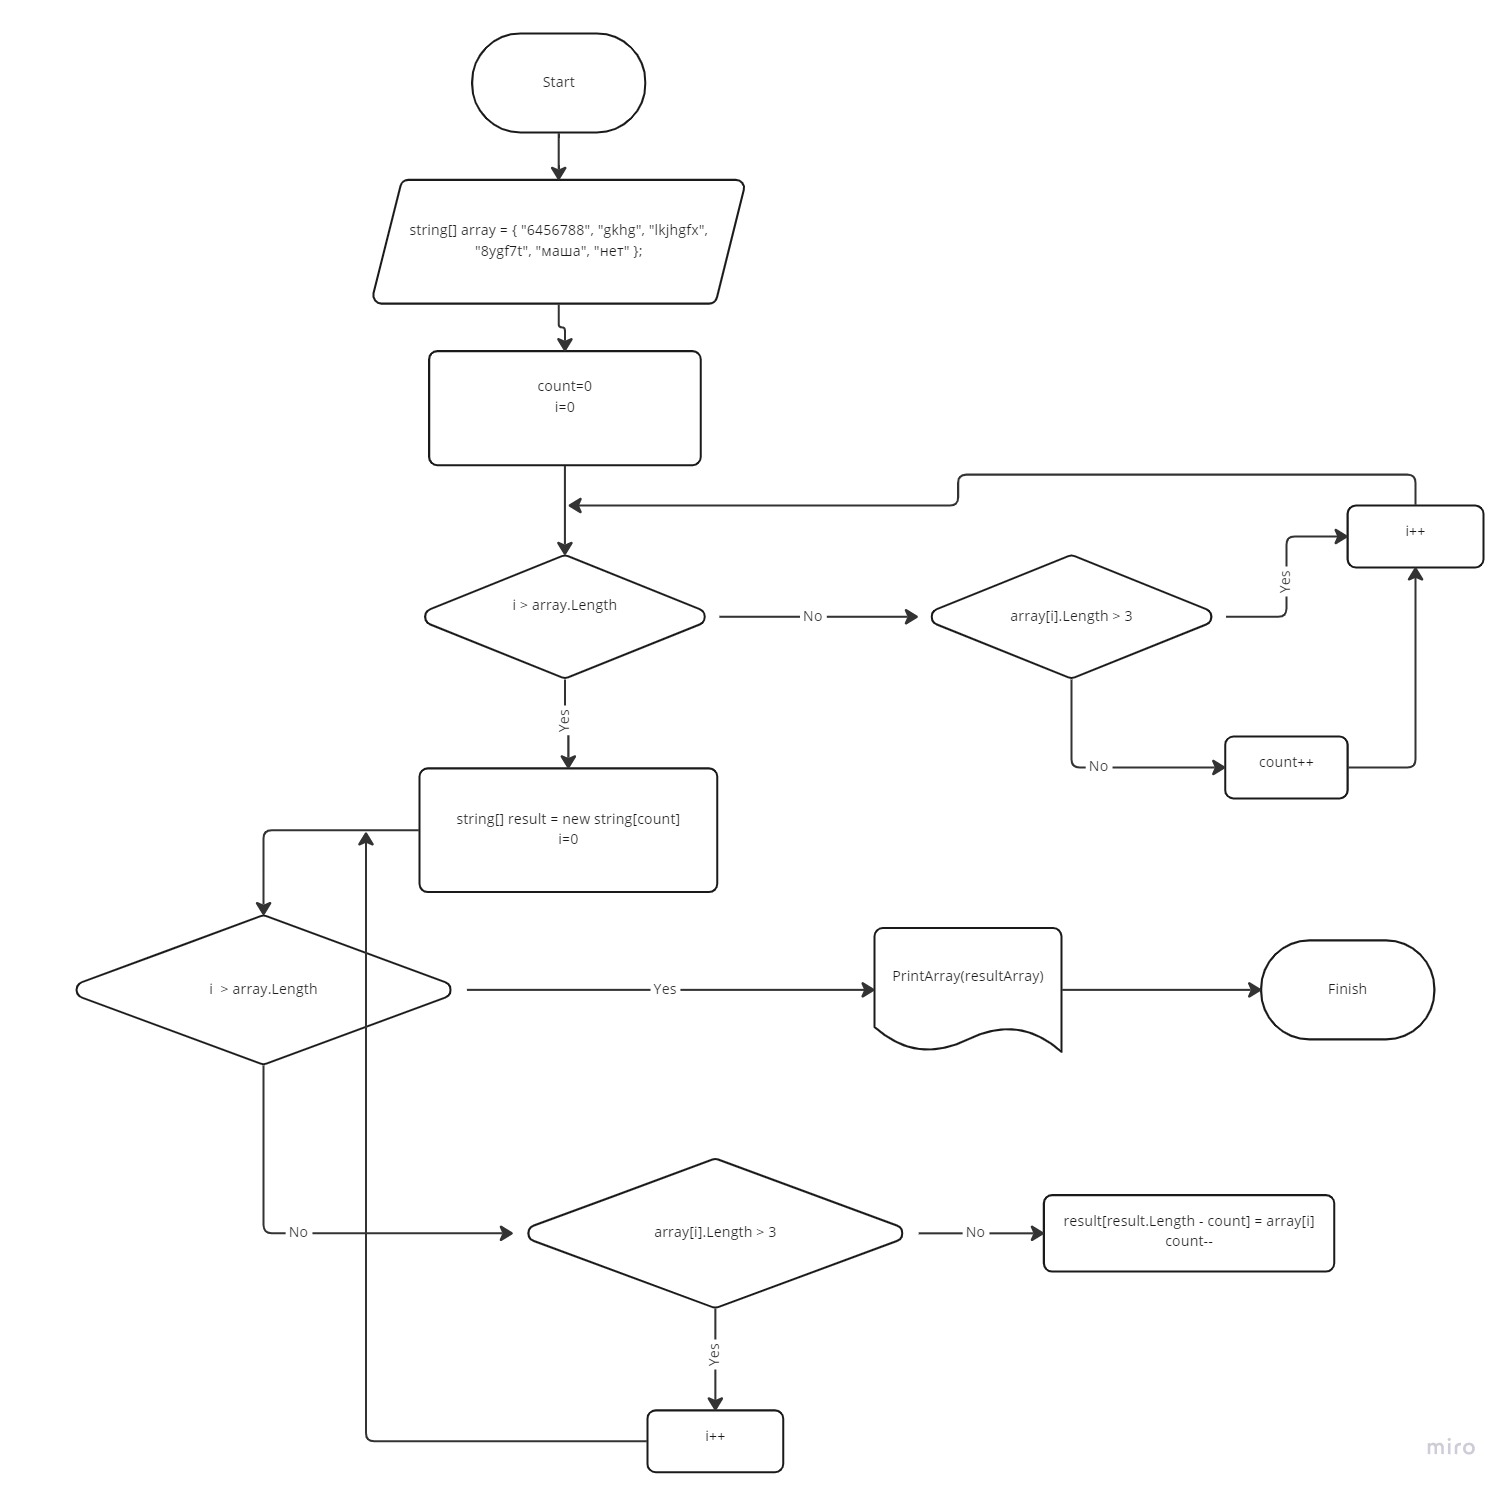 Start
string[] array = { "6456788", "gkhg", "lkjhgfx",
"8ygf7t", "маша", "нет" };
count=0
i=0
i++
i > array.Length
No
array[i].Length > 3
Yes
Yes
No
count++
string[] result = new string[count]
i=0
i > array.Length
Yes
PrintArray(resultArray)
Finish
No
array[i].Length > 3
No
result[result.Length - count] = array[i]
count--
Yes
i++
miro